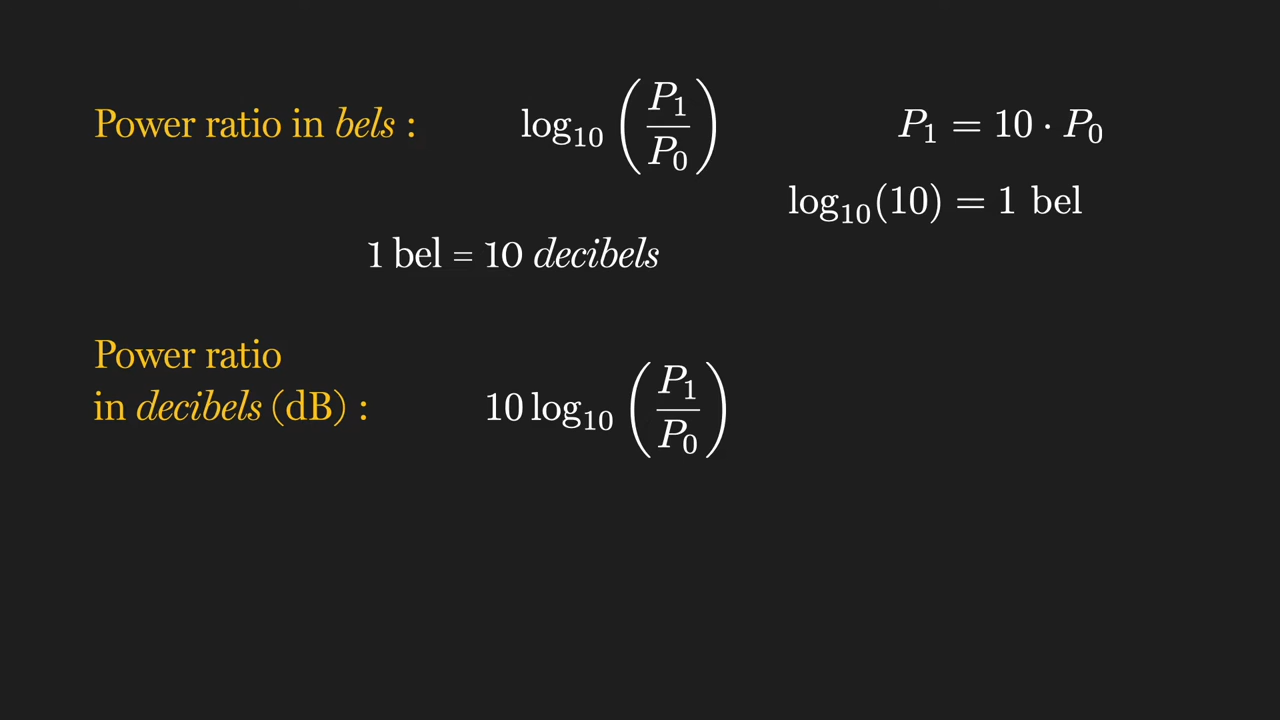 Power ratio in bels : log₁₀ (P₁/P₀) P₁ = 10 · P₀
log₁₀(10) = 1 bel
1 bel = 10 decibels
Power ratio
in decibels (dB) : 10 log₁₀ (P₁/P₀)